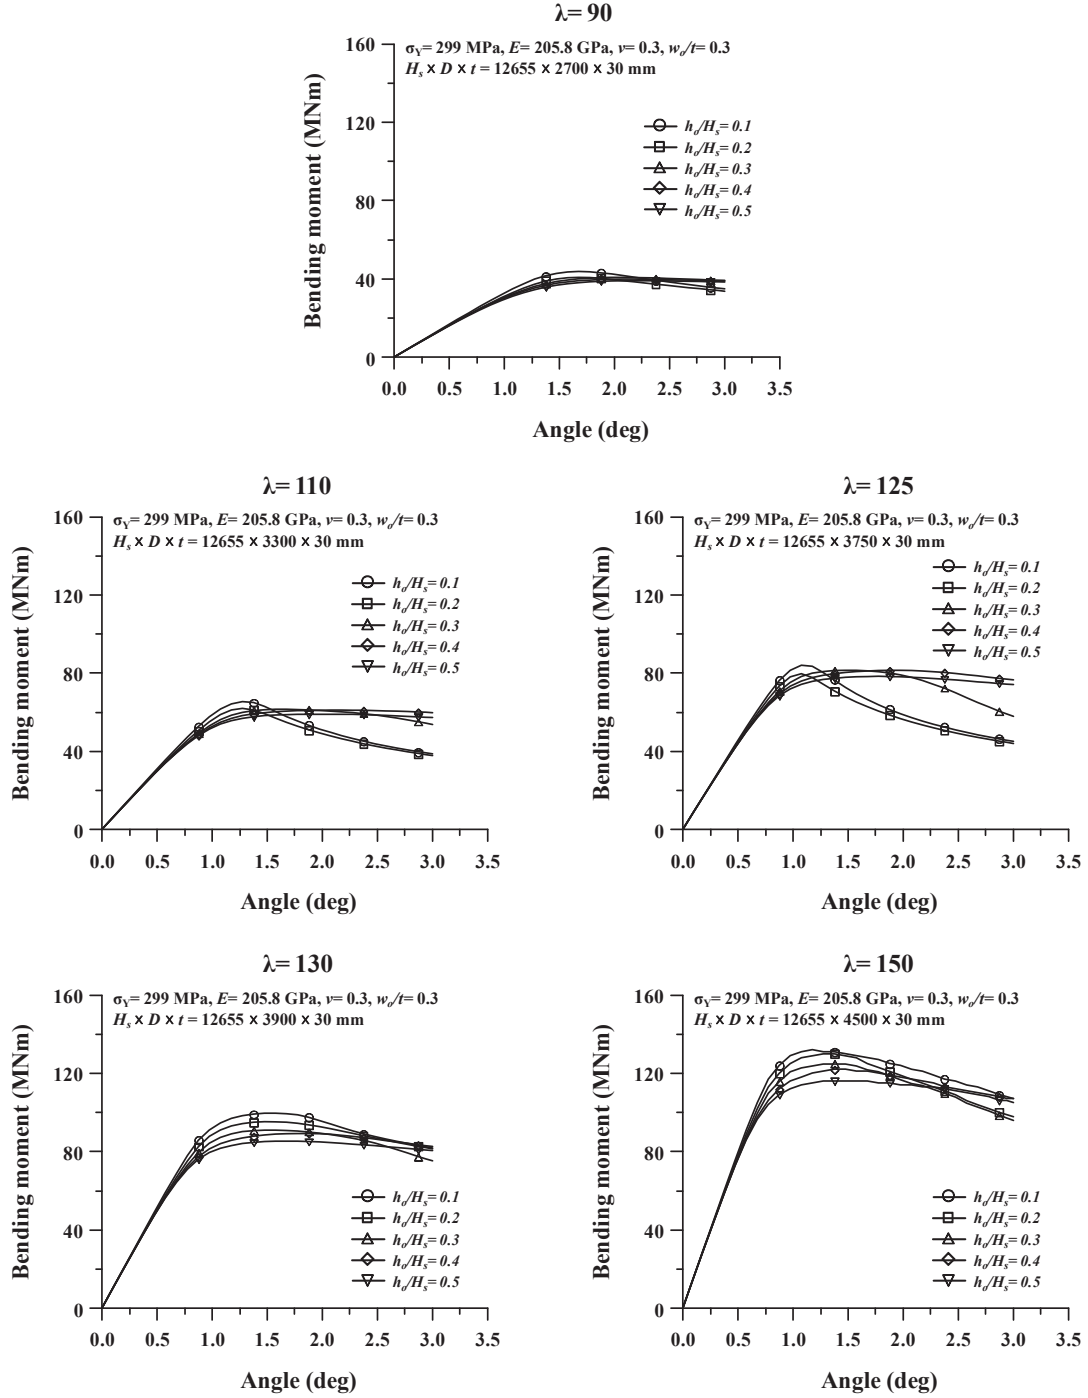 λ= 90
σY= 299 MPa, E= 205.8 GPa, ν= 0.3, wo/t= 0.3
Hs × D × t = 12655 × 2700 × 30 mm
160
120
80
40
0
Bending moment (MNm)
ho/Hs= 0.1
ho/Hs= 0.2
ho/Hs= 0.3
ho/Hs= 0.4
ho/Hs= 0.5
0.0 0.5 1.0 1.5 2.0 2.5 3.0 3.5
Angle (deg)
λ= 110
σY= 299 MPa, E= 205.8 GPa, ν= 0.3, wo/t= 0.3
Hs × D × t = 12655 × 3300 × 30 mm
160
120
80
40
0
Bending moment (MNm)
ho/Hs= 0.1
ho/Hs= 0.2
ho/Hs= 0.3
ho/Hs= 0.4
ho/Hs= 0.5
0.0 0.5 1.0 1.5 2.0 2.5 3.0 3.5
Angle (deg)
λ= 125
σY= 299 MPa, E= 205.8 GPa, ν= 0.3, wo/t= 0.3
Hs × D × t = 12655 × 3750 × 30 mm
160
120
80
40
0
Bending moment (MNm)
ho/Hs= 0.1
ho/Hs= 0.2
ho/Hs= 0.3
ho/Hs= 0.4
ho/Hs= 0.5
0.0 0.5 1.0 1.5 2.0 2.5 3.0 3.5
Angle (deg)
λ= 130
σY= 299 MPa, E= 205.8 GPa, ν= 0.3, wo/t= 0.3
Hs × D × t = 12655 × 3900 × 30 mm
160
120
80
40
0
Bending moment (MNm)
ho/Hs= 0.1
ho/Hs= 0.2
ho/Hs= 0.3
ho/Hs= 0.4
ho/Hs= 0.5
0.0 0.5 1.0 1.5 2.0 2.5 3.0 3.5
Angle (deg)
λ= 150
σY= 299 MPa, E= 205.8 GPa, ν= 0.3, wo/t= 0.3
Hs × D × t = 12655 × 4500 × 30 mm
160
120
80
40
0
Bending moment (MNm)
ho/Hs= 0.1
ho/Hs= 0.2
ho/Hs= 0.3
ho/Hs= 0.4
ho/Hs= 0.5
0.0 0.5 1.0 1.5 2.0 2.5 3.0 3.5
Angle (deg)